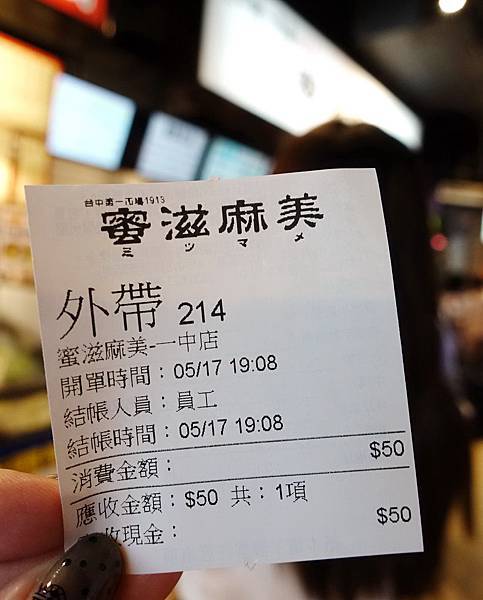 台中第一市場1913
蜜滋麻美
ミツマメ
外帶 214
蜜滋麻美-一中店
開單時間：05/17 19:08
結帳人員：員工
結帳時間：05/17 19:08
消費金額： $50
應收金額：$50 共：1項
收現金： $50